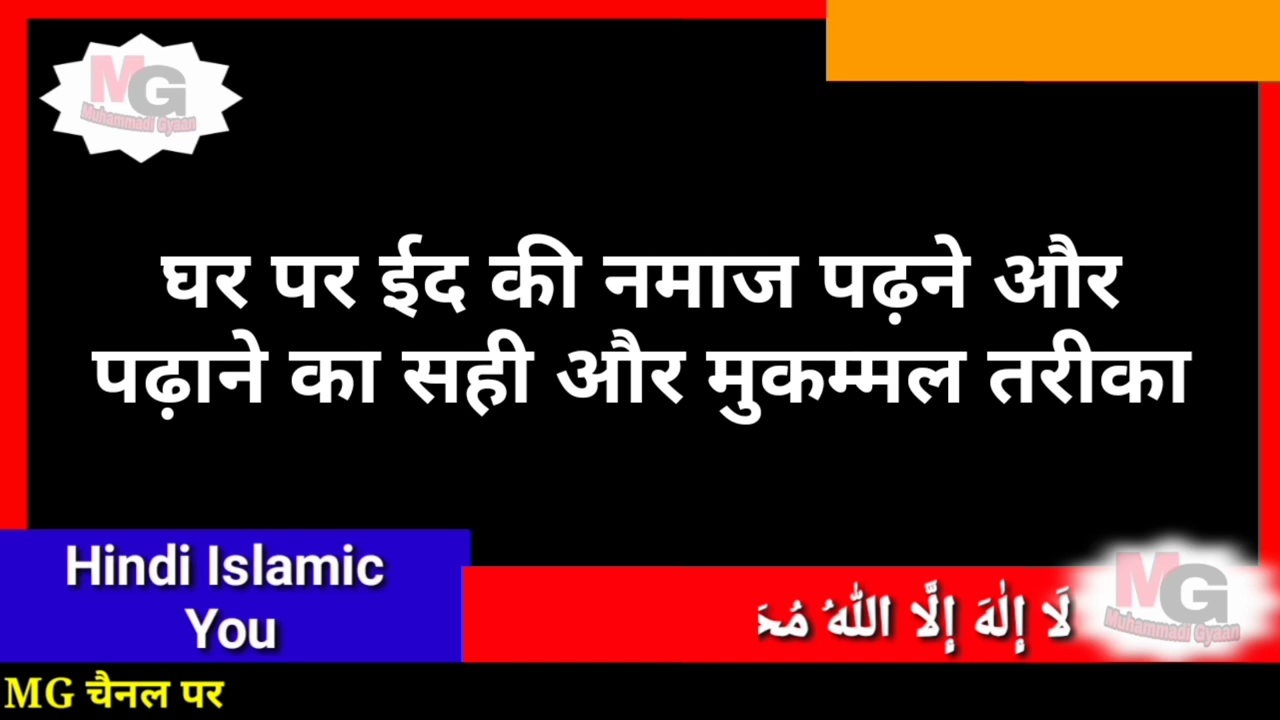 MG
Muhammadi Gyaan
घर पर ईद की नमाज पढ़ने और
पढ़ाने का सही और मुकम्मल तरीका
Hindi Islamic
You
لَا إِلٰهَ إِلَّا اللهُ
MG
Muhammadi Gyaan
MG चैनल पर